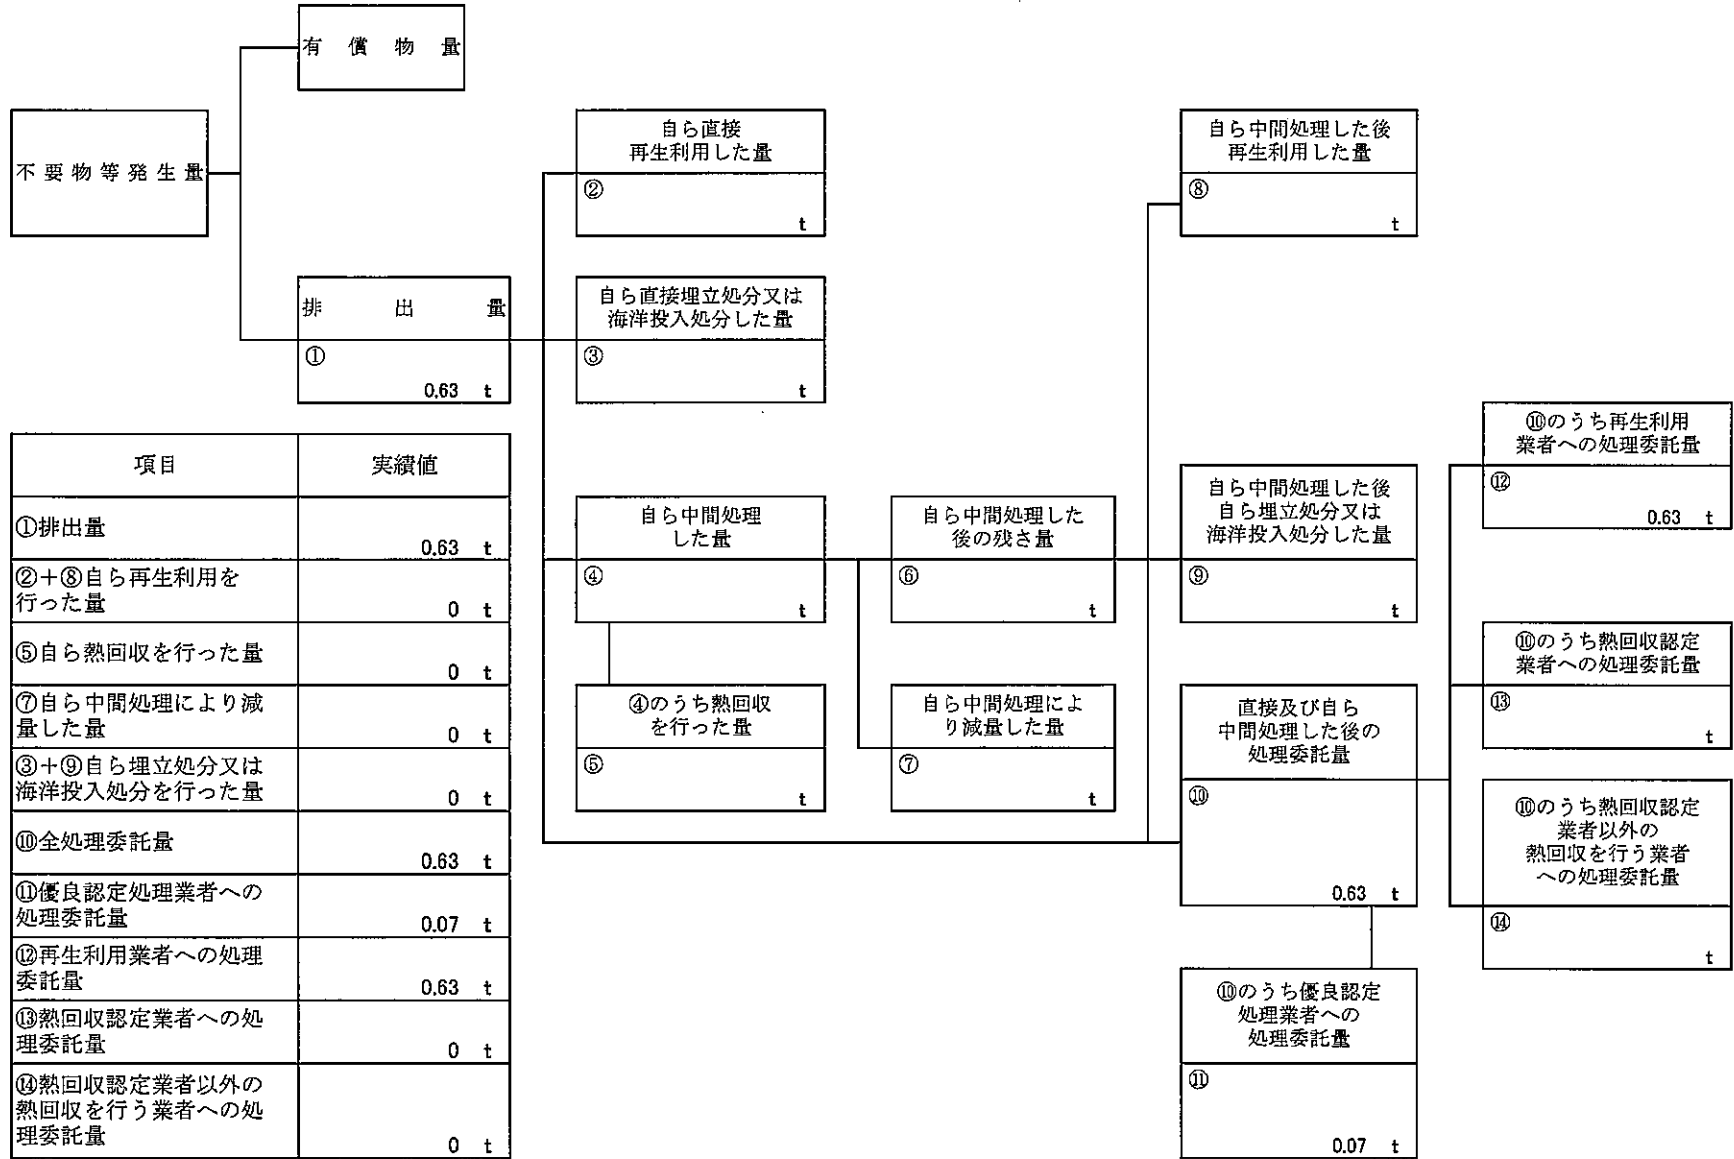 有償物量
不要物等発生量
自ら直接
再生利用した量
②
t
自ら中間処理した後
再生利用した量
⑧
t
排出量
①
0.63 t
自ら直接埋立処分又は
海洋投入処分した量
③
t
項目 実績値
①排出量
0.63 t
②+⑧自ら再生利用を
行った量
0 t
⑤自ら熱回収を行った量
0 t
⑦自ら中間処理により減
量した量
0 t
③+⑨自ら埋立処分又は
海洋投入処分を行った量
0 t
⑩全処理委託量
0.63 t
⑪優良認定処理業者への
処理委託量
0.07 t
⑫再生利用業者への処理
委託量
0.63 t
⑬熱回収認定業者への処
理委託量
0 t
⑭熱回収認定業者以外の
熱回収を行う業者への処
理委託量
0 t
自ら中間処理
した量
④
t
④のうち熱回収
を行った量
⑤
t
自ら中間処理した
後の残さ量
⑥
t
自ら中間処理によ
り減量した量
⑦
t
自ら中間処理した後
自ら埋立処分又は
海洋投入処分した量
⑨
t
直接及び自ら
中間処理した後の
処理委託量
⑩
0.63 t
⑩のうち優良認定
処理業者への
処理委託量
⑪
0.07 t
⑩のうち再生利用
業者への処理委託量
⑫
0.63 t
⑩のうち熱回収認定
業者への処理委託量
⑬
t
⑩のうち熱回収認定
業者以外の
熱回収を行う業者
への処理委託量
⑭
t